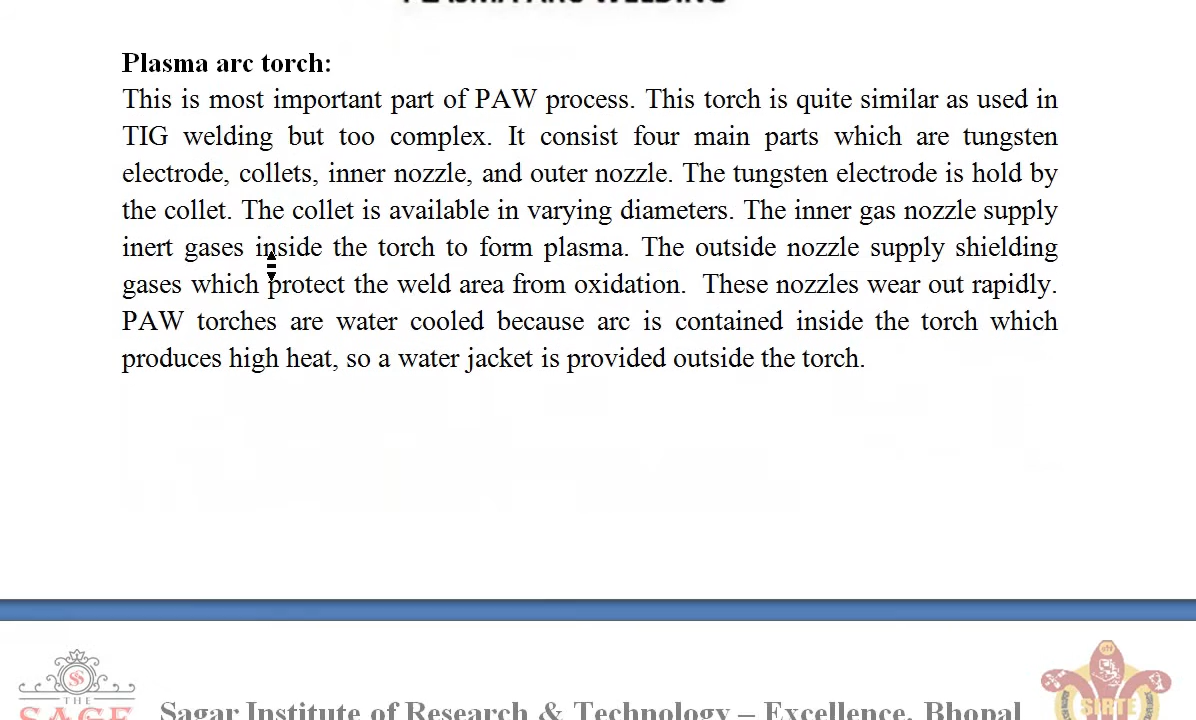 PLASMA ARC WELDING
Plasma arc torch:
This is most important part of PAW process. This torch is quite similar as used in
TIG welding but too complex. It consist four main parts which are tungsten
electrode, collets, inner nozzle, and outer nozzle. The tungsten electrode is hold by
the collet. The collet is available in varying diameters. The inner gas nozzle supply
inert gases inside the torch to form plasma. The outside nozzle supply shielding
gases which protect the weld area from oxidation.  These nozzles wear out rapidly.
PAW torches are water cooled because arc is contained inside the torch which
produces high heat, so a water jacket is provided outside the torch.
THE
SAGE
Sagar Institute of Research & Technology – Excellence, Bhopal
SIRTE